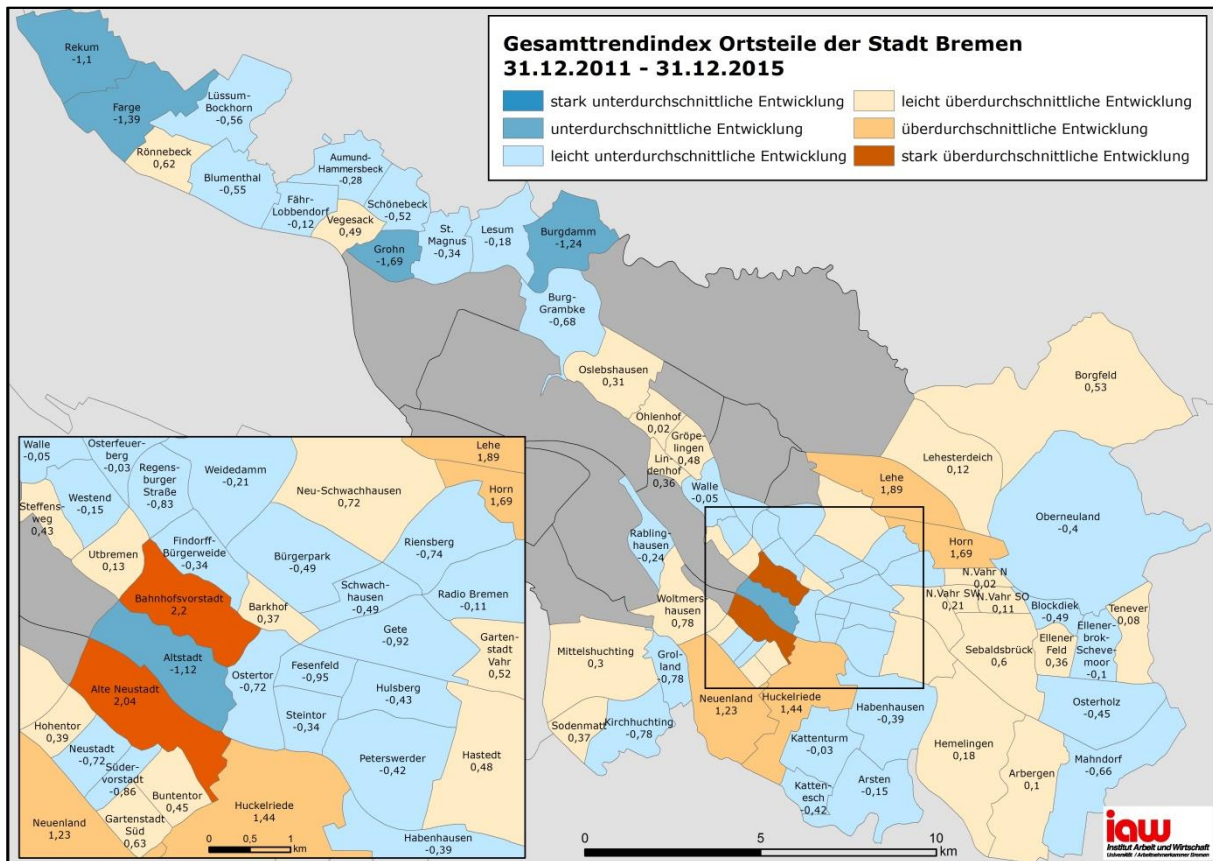 Gesamttrendindex Ortsteile der Stadt Bremen
31.12.2011 - 31.12.2015
stark unterdurchschnittliche Entwicklung
unterdurchschnittliche Entwicklung
leicht unterdurchschnittliche Entwicklung
leicht überdurchschnittliche Entwicklung
überdurchschnittliche Entwicklung
stark überdurchschnittliche Entwicklung
Rekum
-1,1
Farge
-1,39
Lüssum-
Bockhorn
-0,56
Rönnebeck
0,62
Blumenthal
-0,55
Aumund-
Hammersbeck
-0,28
Fähr-
Lobbendorf
-0,12
Schönebeck
-0,52
Vegesack
0,49
Grohn
-1,69
St.
Magnus
-0,34
Lesum
-0,18
Burgdamm
-1,24
Burg-
Grambke
-0,68
Oslebshausen
0,31
Ohlenhof
0,02
Gröpe-
lingen
0,48
Lin-
denhof
0,36
Walle
-0,05
Borgfeld
0,53
Lehesterdeich
0,12
Lehe
1,89
Horn
1,69
Oberneuland
-0,4
Rabling-
hausen
-0,24
Woltmers-
hausen
0,78
N.Vahr N
0,02
N.Vahr SW
0,21
N.Vahr SO
0,11
Blockdiek
-0,49
Tenever
0,08
Ellener-
brok-
Scheve-
moor
-0,1
Ellener
Feld
0,36
Sebaldsbrück
0,6
Mittelshuchting
0,3
Grol-
land
-0,78
Sodenmatt
0,37
Kirchhuchting
-0,78
Neuenland
1,23
Huckelriede
1,44
Habenhausen
-0,39
Kattenturm
-0,03
Katten-
esch
-0,42
Arsten
-0,15
Hemelingen
0,18
Arbergen
0,1
Osterholz
-0,45
Mahndorf
-0,66
Walle
-0,05
Osterfeuer-
berg
-0,03
Regens-
burger
Straße
-0,83
Weidedamm
-0,21
Lehe
1,89
Horn
1,69
Westend
-0,15
Steffens-
weg
0,43
Neu-Schwachhausen
0,72
Utbremen
0,13
Findorff-
Bürgerweide
-0,34
Bürgerpark
-0,49
Riensberg
-0,74
Schwach-
hausen
-0,49
Radio Bremen
-0,11
Bahnhofsvorstadt
2,2
Barkhof
0,37
Gete
-0,92
Garten-
stadt
Vahr
0,52
Altstadt
-1,12
Ostertor
-0,72
Fesenfeld
-0,95
Hulsberg
-0,43
Alte Neustadt
2,04
Steintor
-0,34
Hohentor
0,39
Neustadt
-0,72
Süder-
vorstadt
-0,86
Peterswerder
-0,42
Hastedt
0,48
Buntentor
0,45
Gartenstadt
Süd
0,63
Neuenland
1,23
Huckelriede
1,44
Habenhausen
-0,39
0 0,5 1
km
0 5 10
km
iaw
Institut Arbeit und Wirtschaft
Universität / Arbeitnehmerkammer Bremen